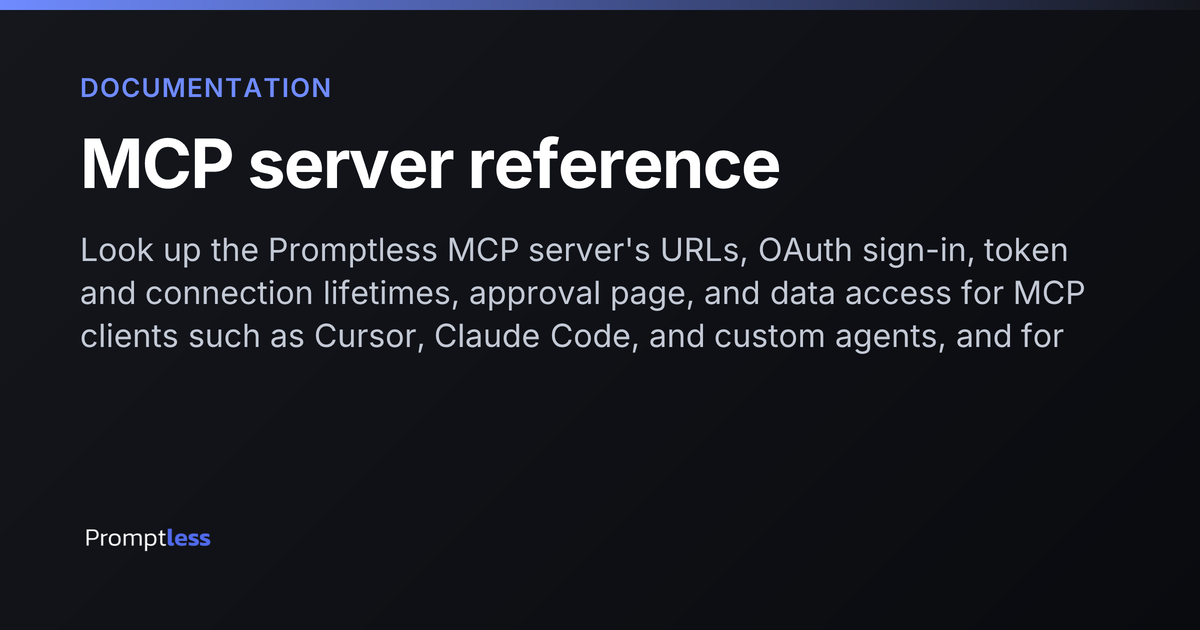 DOCUMENTATION
MCP server reference
Look up the Promptless MCP server's URLs, OAuth sign-in, token
and connection lifetimes, approval page, and data access for MCP
clients such as Cursor, Claude Code, and custom agents, and for
Promptless